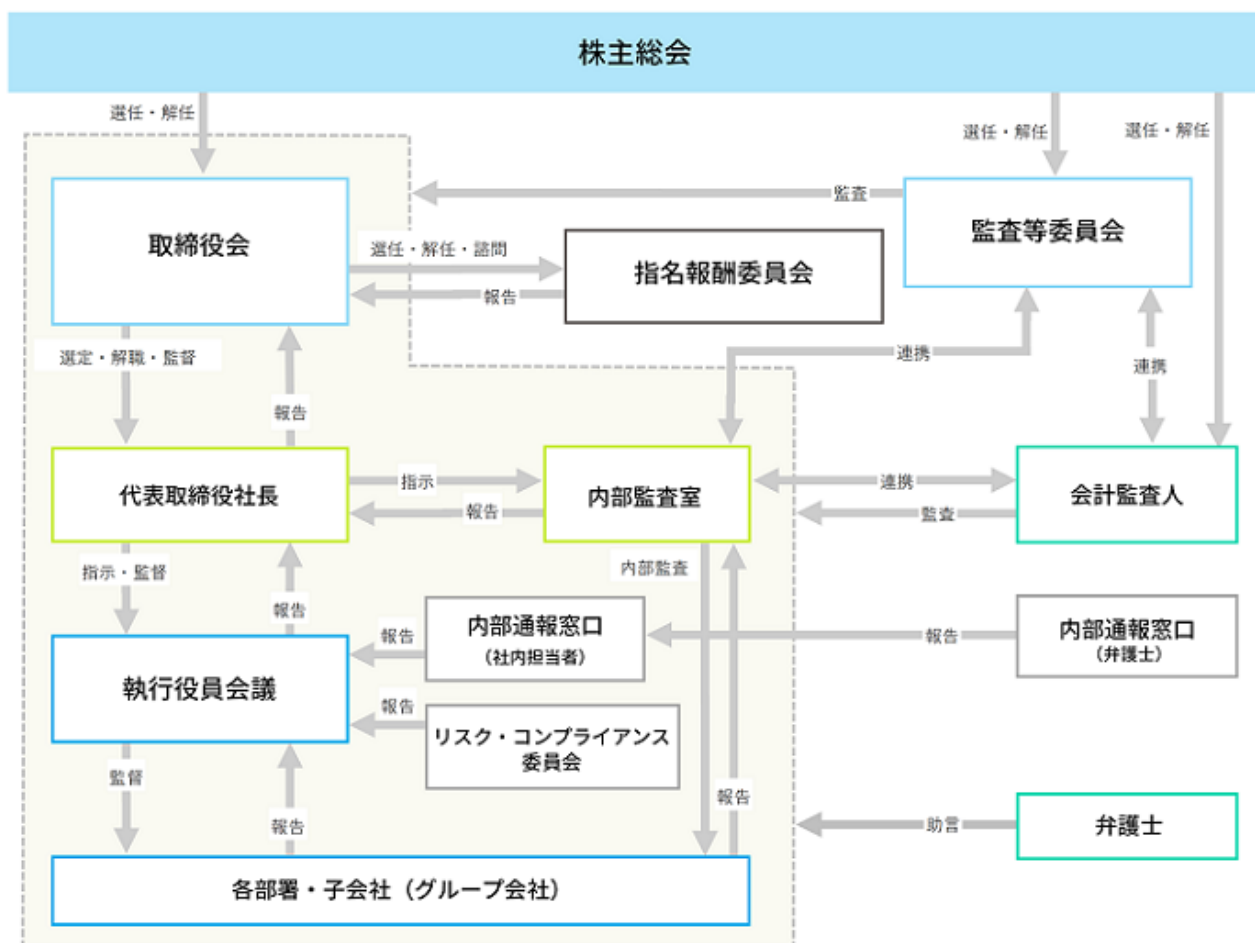 株主総会
選任・解任
選任・解任
選任・解任
監査
取締役会
選任・解任・諮問
報告
指名報酬委員会
監査等委員会
選定・解職・監督
報告
連携
連携
代表取締役社長
指示
報告
内部監査室
連携
監査
会計監査人
指示・監督
報告
内部監査
報告
内部通報窓口
（社内担当者）
報告
内部通報窓口
（弁護士）
執行役員会議
報告
リスク・コンプライアンス
委員会
監督
報告
報告
助言
弁護士
各部署・子会社（グループ会社）